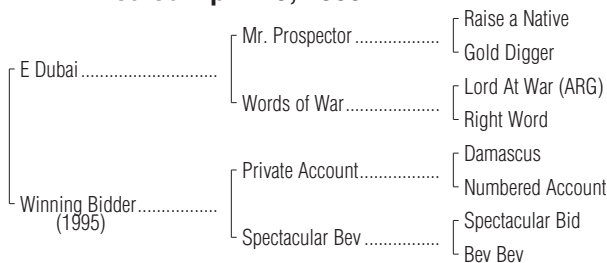 Raise a Native
Mr. Prospector
Gold Digger
E Dubai
Lord At War (ARG)
Words of War
Right Word
Damascus
Private Account
Numbered Account
Winning Bidder
(1995)
Spectacular Bid
Spectacular Bev
Bev Bev